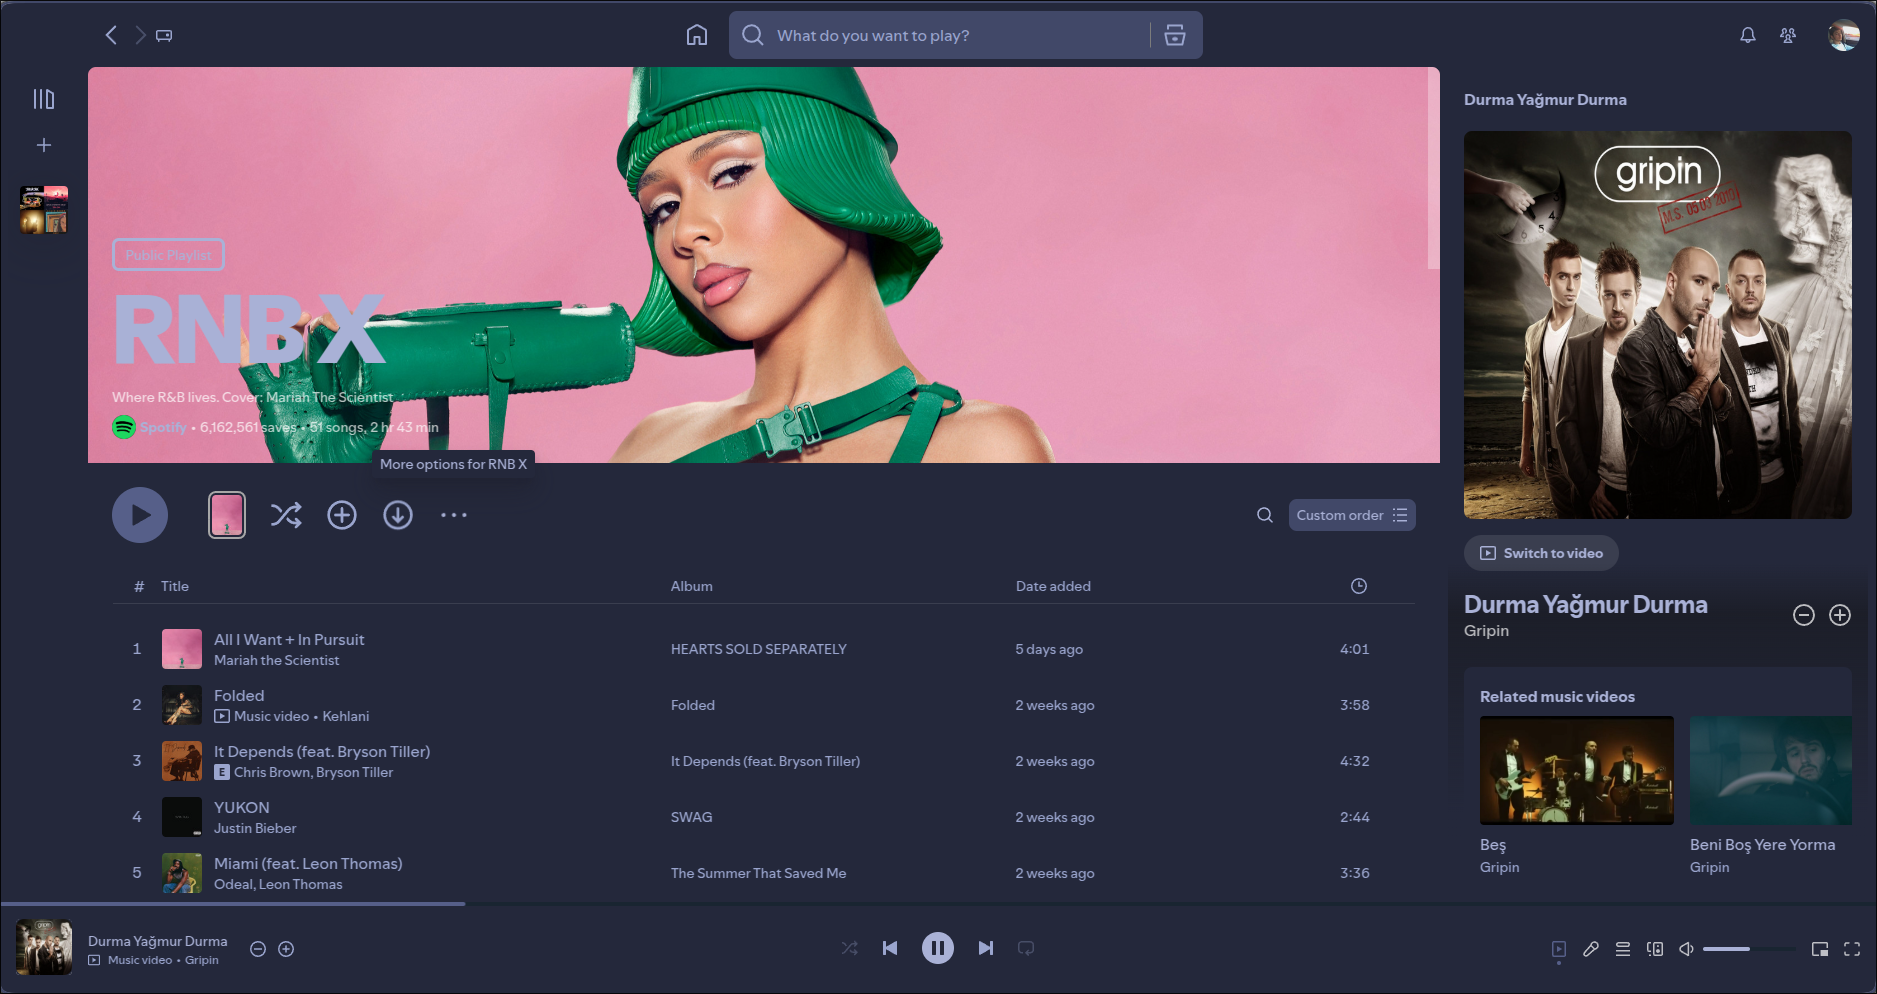 What do you want to play?
Public Playlist
RNB X
Where R&B lives. Cover: Mariah The Scientist
Spotify • 6,162,561 saves • 51 songs, 2 hr 43 min
More options for RNB X
Custom order
# Title Album Date added
1 All I Want + In Pursuit HEARTS SOLD SEPARATELY 5 days ago 4:01
Mariah the Scientist
2 Folded Folded 2 weeks ago 3:58
Music video • Kehlani
3 It Depends (feat. Bryson Tiller) It Depends (feat. Bryson Tiller) 2 weeks ago 4:32
E Chris Brown, Bryson Tiller
4 YUKON SWAG 2 weeks ago 2:44
Justin Bieber
5 Miami (feat. Leon Thomas) The Summer That Saved Me 2 weeks ago 3:36
Odeal, Leon Thomas
Durma Yağmur Durma
gripin
M.S. 05 03 2010
Switch to video
Durma Yağmur Durma
Gripin
Related music videos
Beş
Gripin
Beni Boş Yere Yorma
Gripin
Durma Yağmur Durma
Music video • Gripin